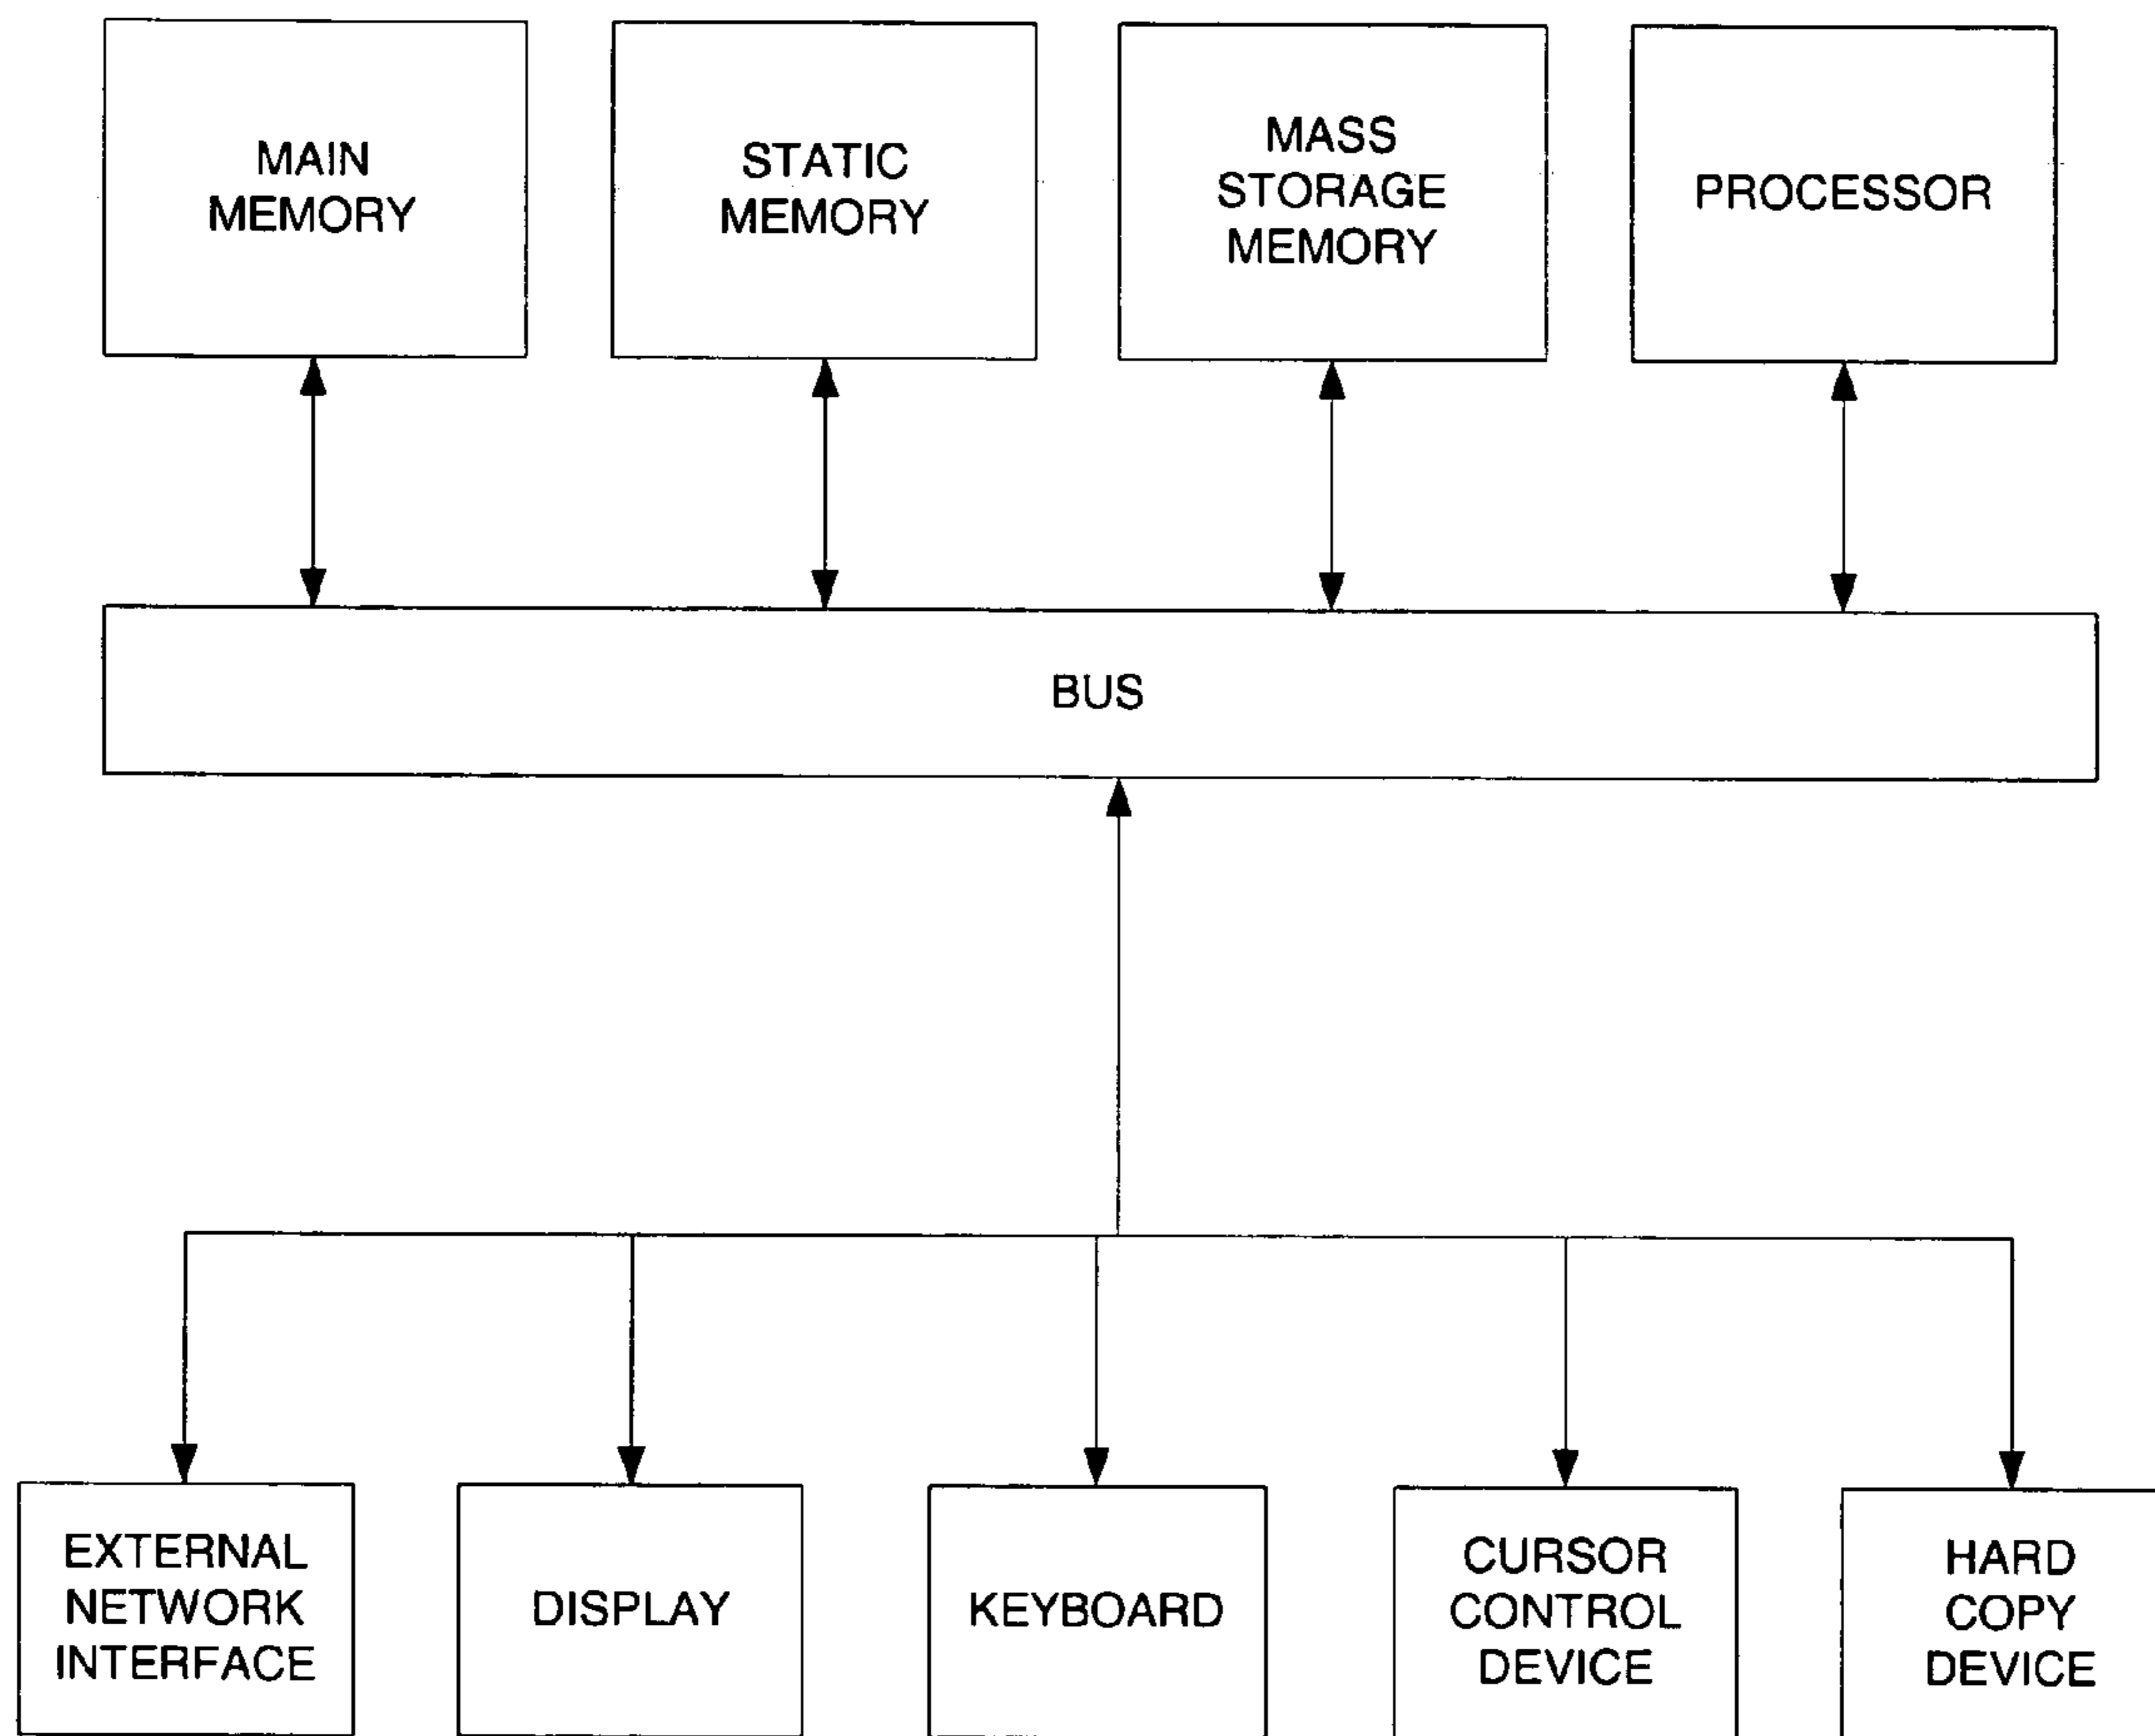 MAIN
MEMORY
STATIC
MEMORY
MASS
STORAGE
MEMORY
PROCESSOR
BUS
EXTERNAL
NETWORK
INTERFACE
DISPLAY
KEYBOARD
CURSOR
CONTROL
DEVICE
HARD
COPY
DEVICE